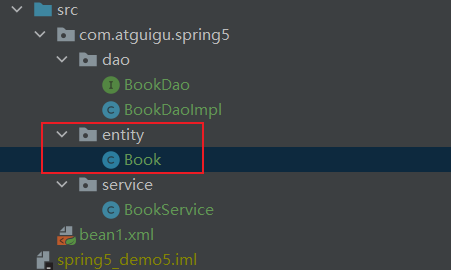 src
com.atguigu.spring5
dao
BookDao
BookDaoImpl
entity
Book
service
BookService
bean1.xml
spring5_demo5.iml